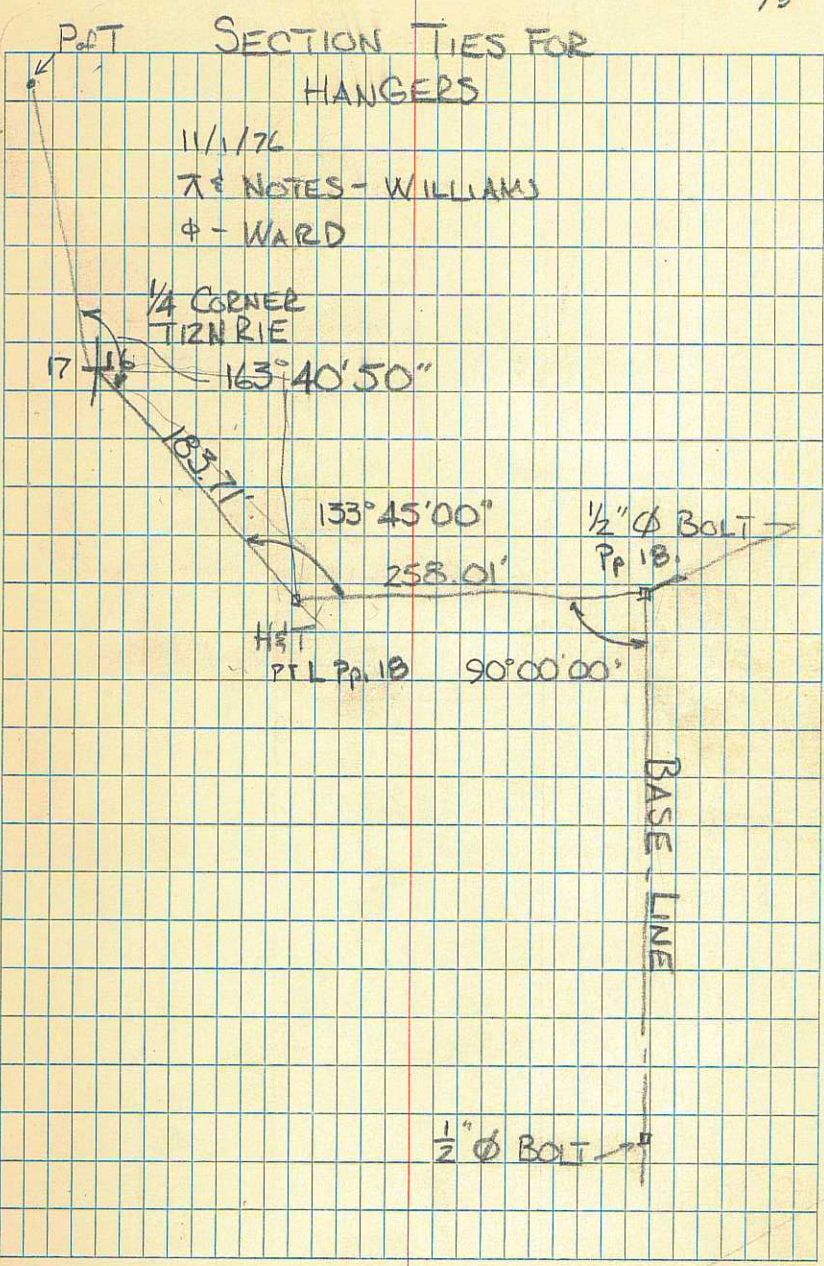 P.o.T
SECTION TIES FOR
HANGERS
11/1/76
⊼ & NOTES - WILLIAMS
ϕ - WARD
1/4 CORNER
T12N R1E
17 16
163° 40' 50"
183.71'
133° 45' 00"
1/2" Ø BOLT
Pp 18.
258.01'
H&T
PT L Pp. 18
90° 00' 00"
BASE - LINE
1/2" Ø BOLT